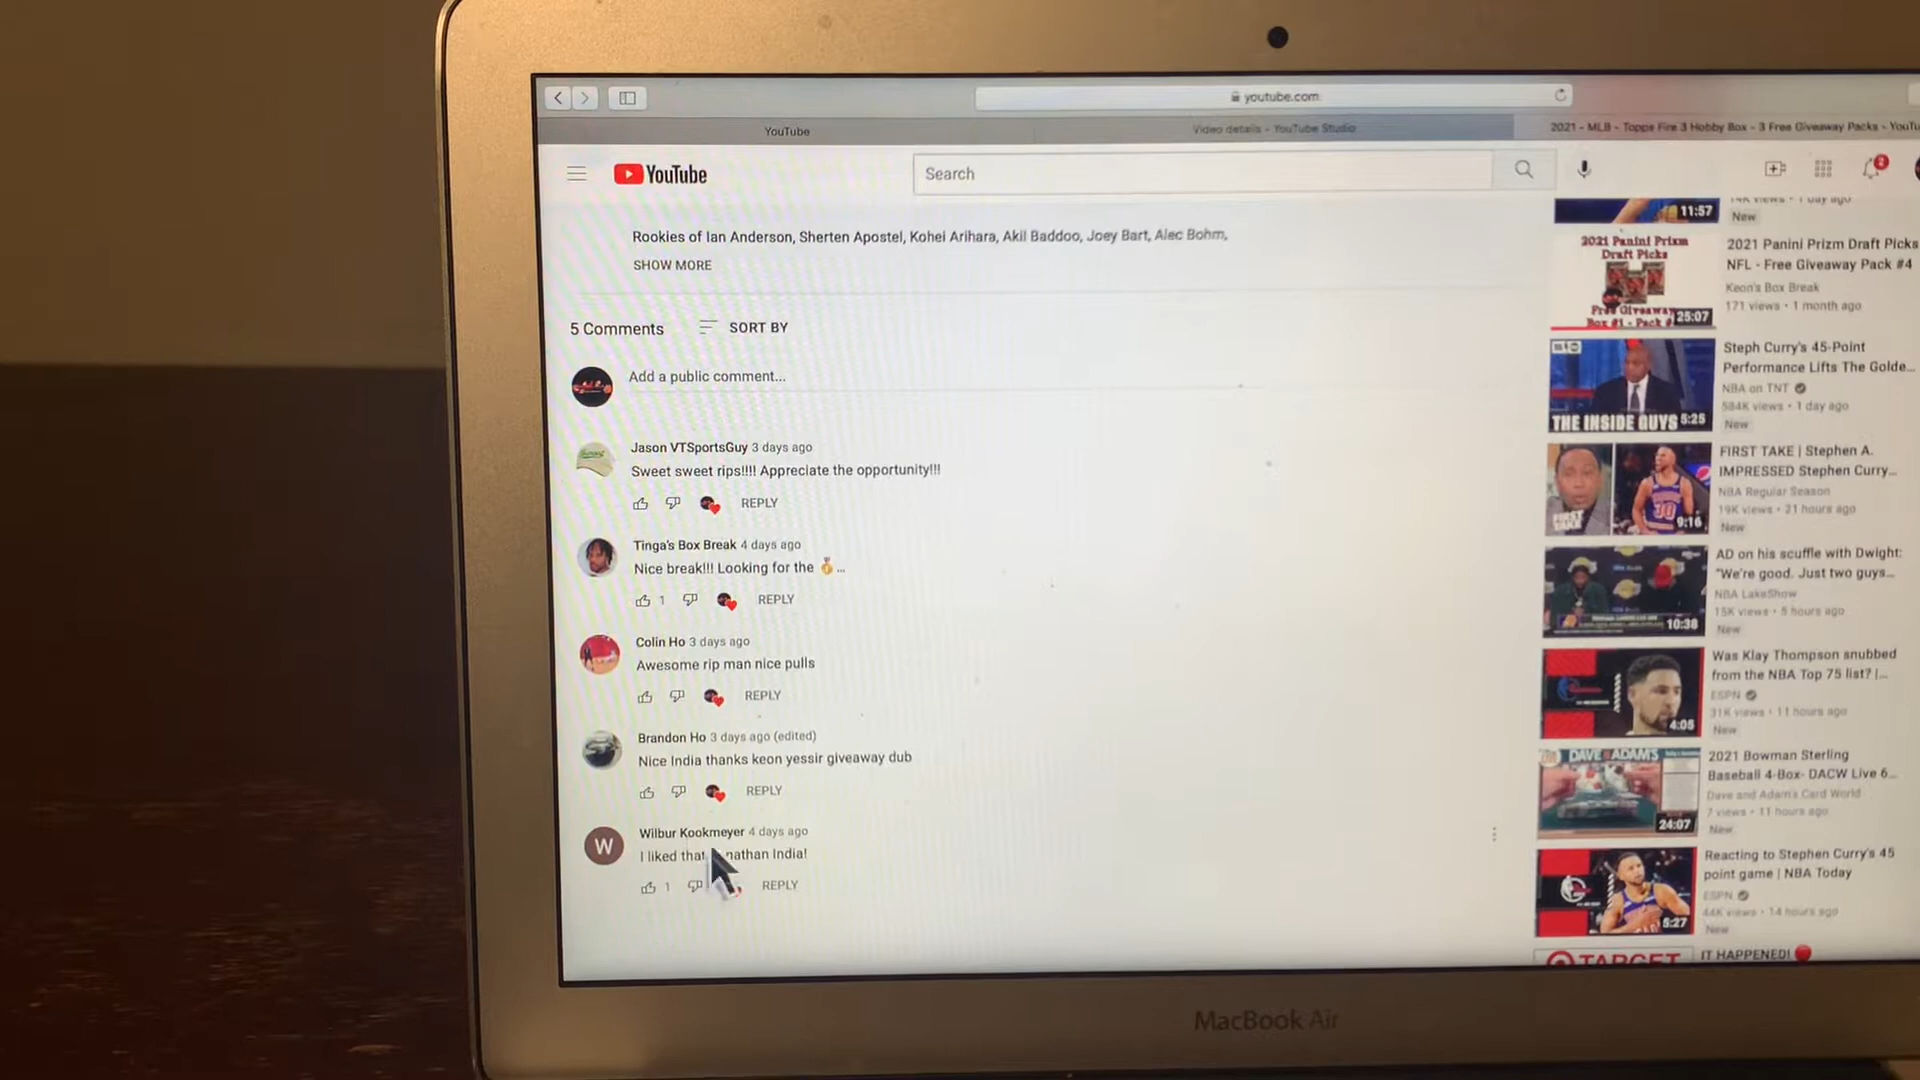 youtube.com
YouTube
Video details - YouTube Studio
2021 - MLB - Topps Fire 3 Hobby Box - 3 Free Giveaway Packs - YouTu
YouTube
Search
2
Rookies of Ian Anderson, Sherten Apostel, Kohei Arihara, Akil Baddoo, Joey Bart, Alec Bohm,
SHOW MORE
5 Comments
SORT BY
Add a public comment...
Jason VTSportsGuy 3 days ago
Sweet sweet rips!!!! Appreciate the opportunity!!!
REPLY
Tinga's Box Break 4 days ago
Nice break!!! Looking for the 🏅...
1
REPLY
Colin Ho 3 days ago
Awesome rip man nice pulls
REPLY
Brandon Ho 3 days ago (edited)
Nice India thanks keon yessir giveaway dub
REPLY
W
Wilbur Kookmeyer 4 days ago
I liked that nathan India!
1
REPLY
11:57
14K views • 1 day ago
New
2021 Panini Prizm
Draft Picks
Free Giveaway
Box #1 - Pack #
25:07
2021 Panini Prizm Draft Picks
NFL - Free Giveaway Pack #4
Keon's Box Break
171 views • 1 month ago
THE INSIDE GUYS
5:25
Steph Curry's 45-Point
Performance Lifts The Golde...
NBA on TNT
584K views • 1 day ago
New
FIRST TAKE
30
9:16
FIRST TAKE | Stephen A.
IMPRESSED Stephen Curry...
NBA Regular Season
19K views • 21 hours ago
New
10:38
AD on his scuffle with Dwight:
"We're good. Just two guys...
NBA LakeShow
15K views • 5 hours ago
New
4:05
Was Klay Thompson snubbed
from the NBA Top 75 list? |...
ESPN
31K views • 11 hours ago
New
DAVE & ADAM'S
24:07
2021 Bowman Sterling
Baseball 4-Box- DACW Live 6...
Dave and Adam's Card World
7 views • 11 hours ago
New
5:27
Reacting to Stephen Curry's 45
point game | NBA Today
ESPN
44K views • 14 hours ago
New
TARGET
IT HAPPENED!
MacBook Air